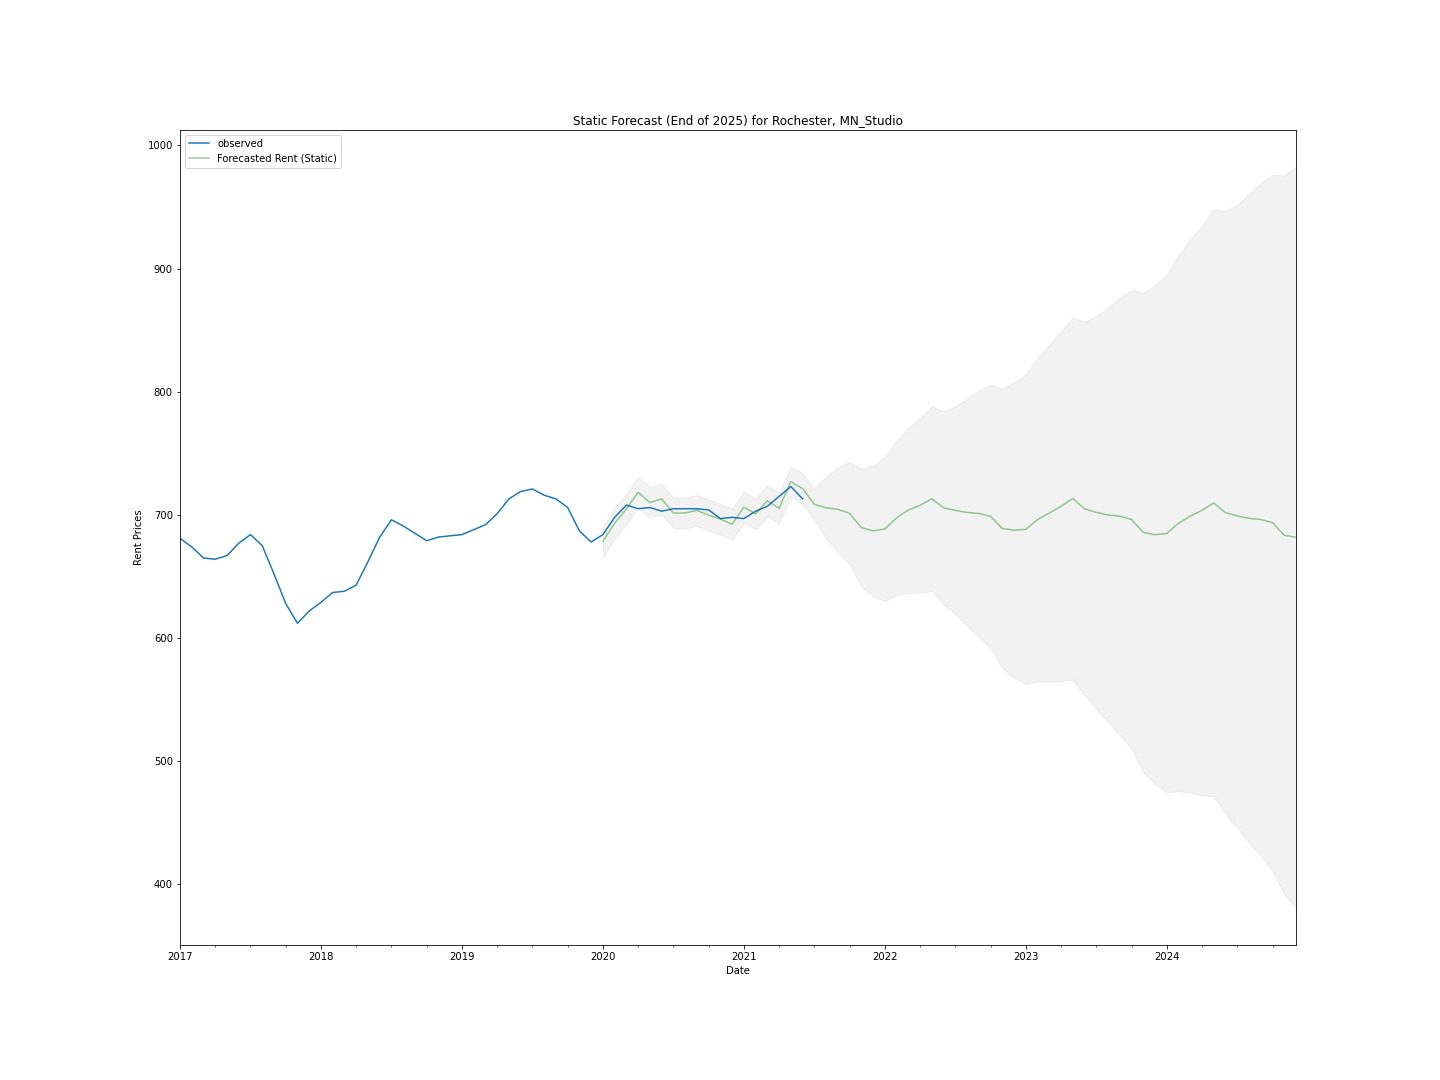 Static Forecast (End of 2025) for Rochester, MN_Studio
observed
Forecasted Rent (Static)
1000
900
800
700
600
500
400
Rent Prices
2017 2018 2019 2020 2021 2022 2023 2024
Date